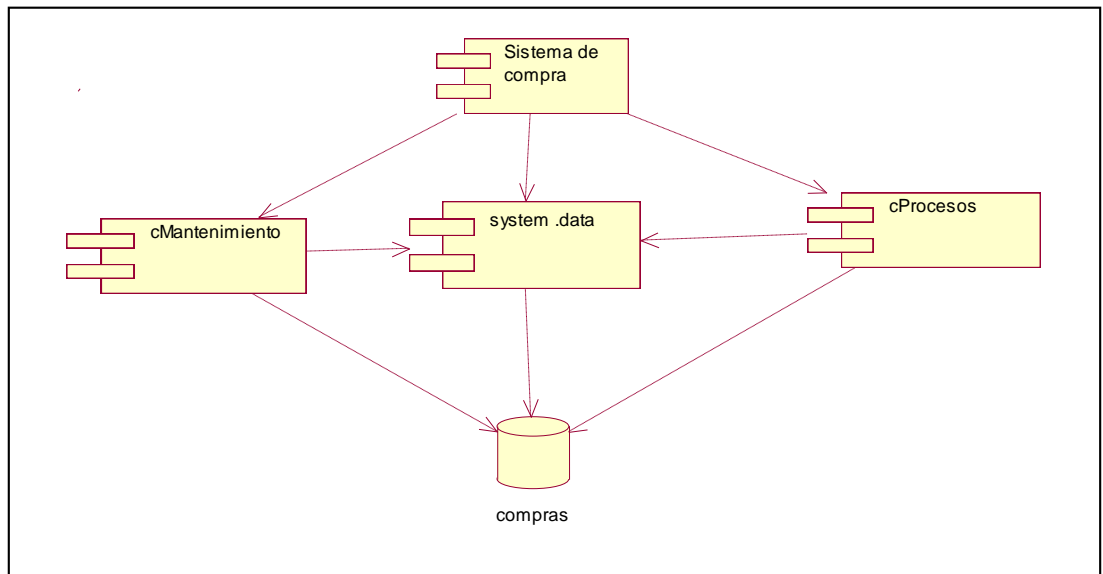 Sistema de
compra
cMantenimiento
system .data
cProcesos
compras